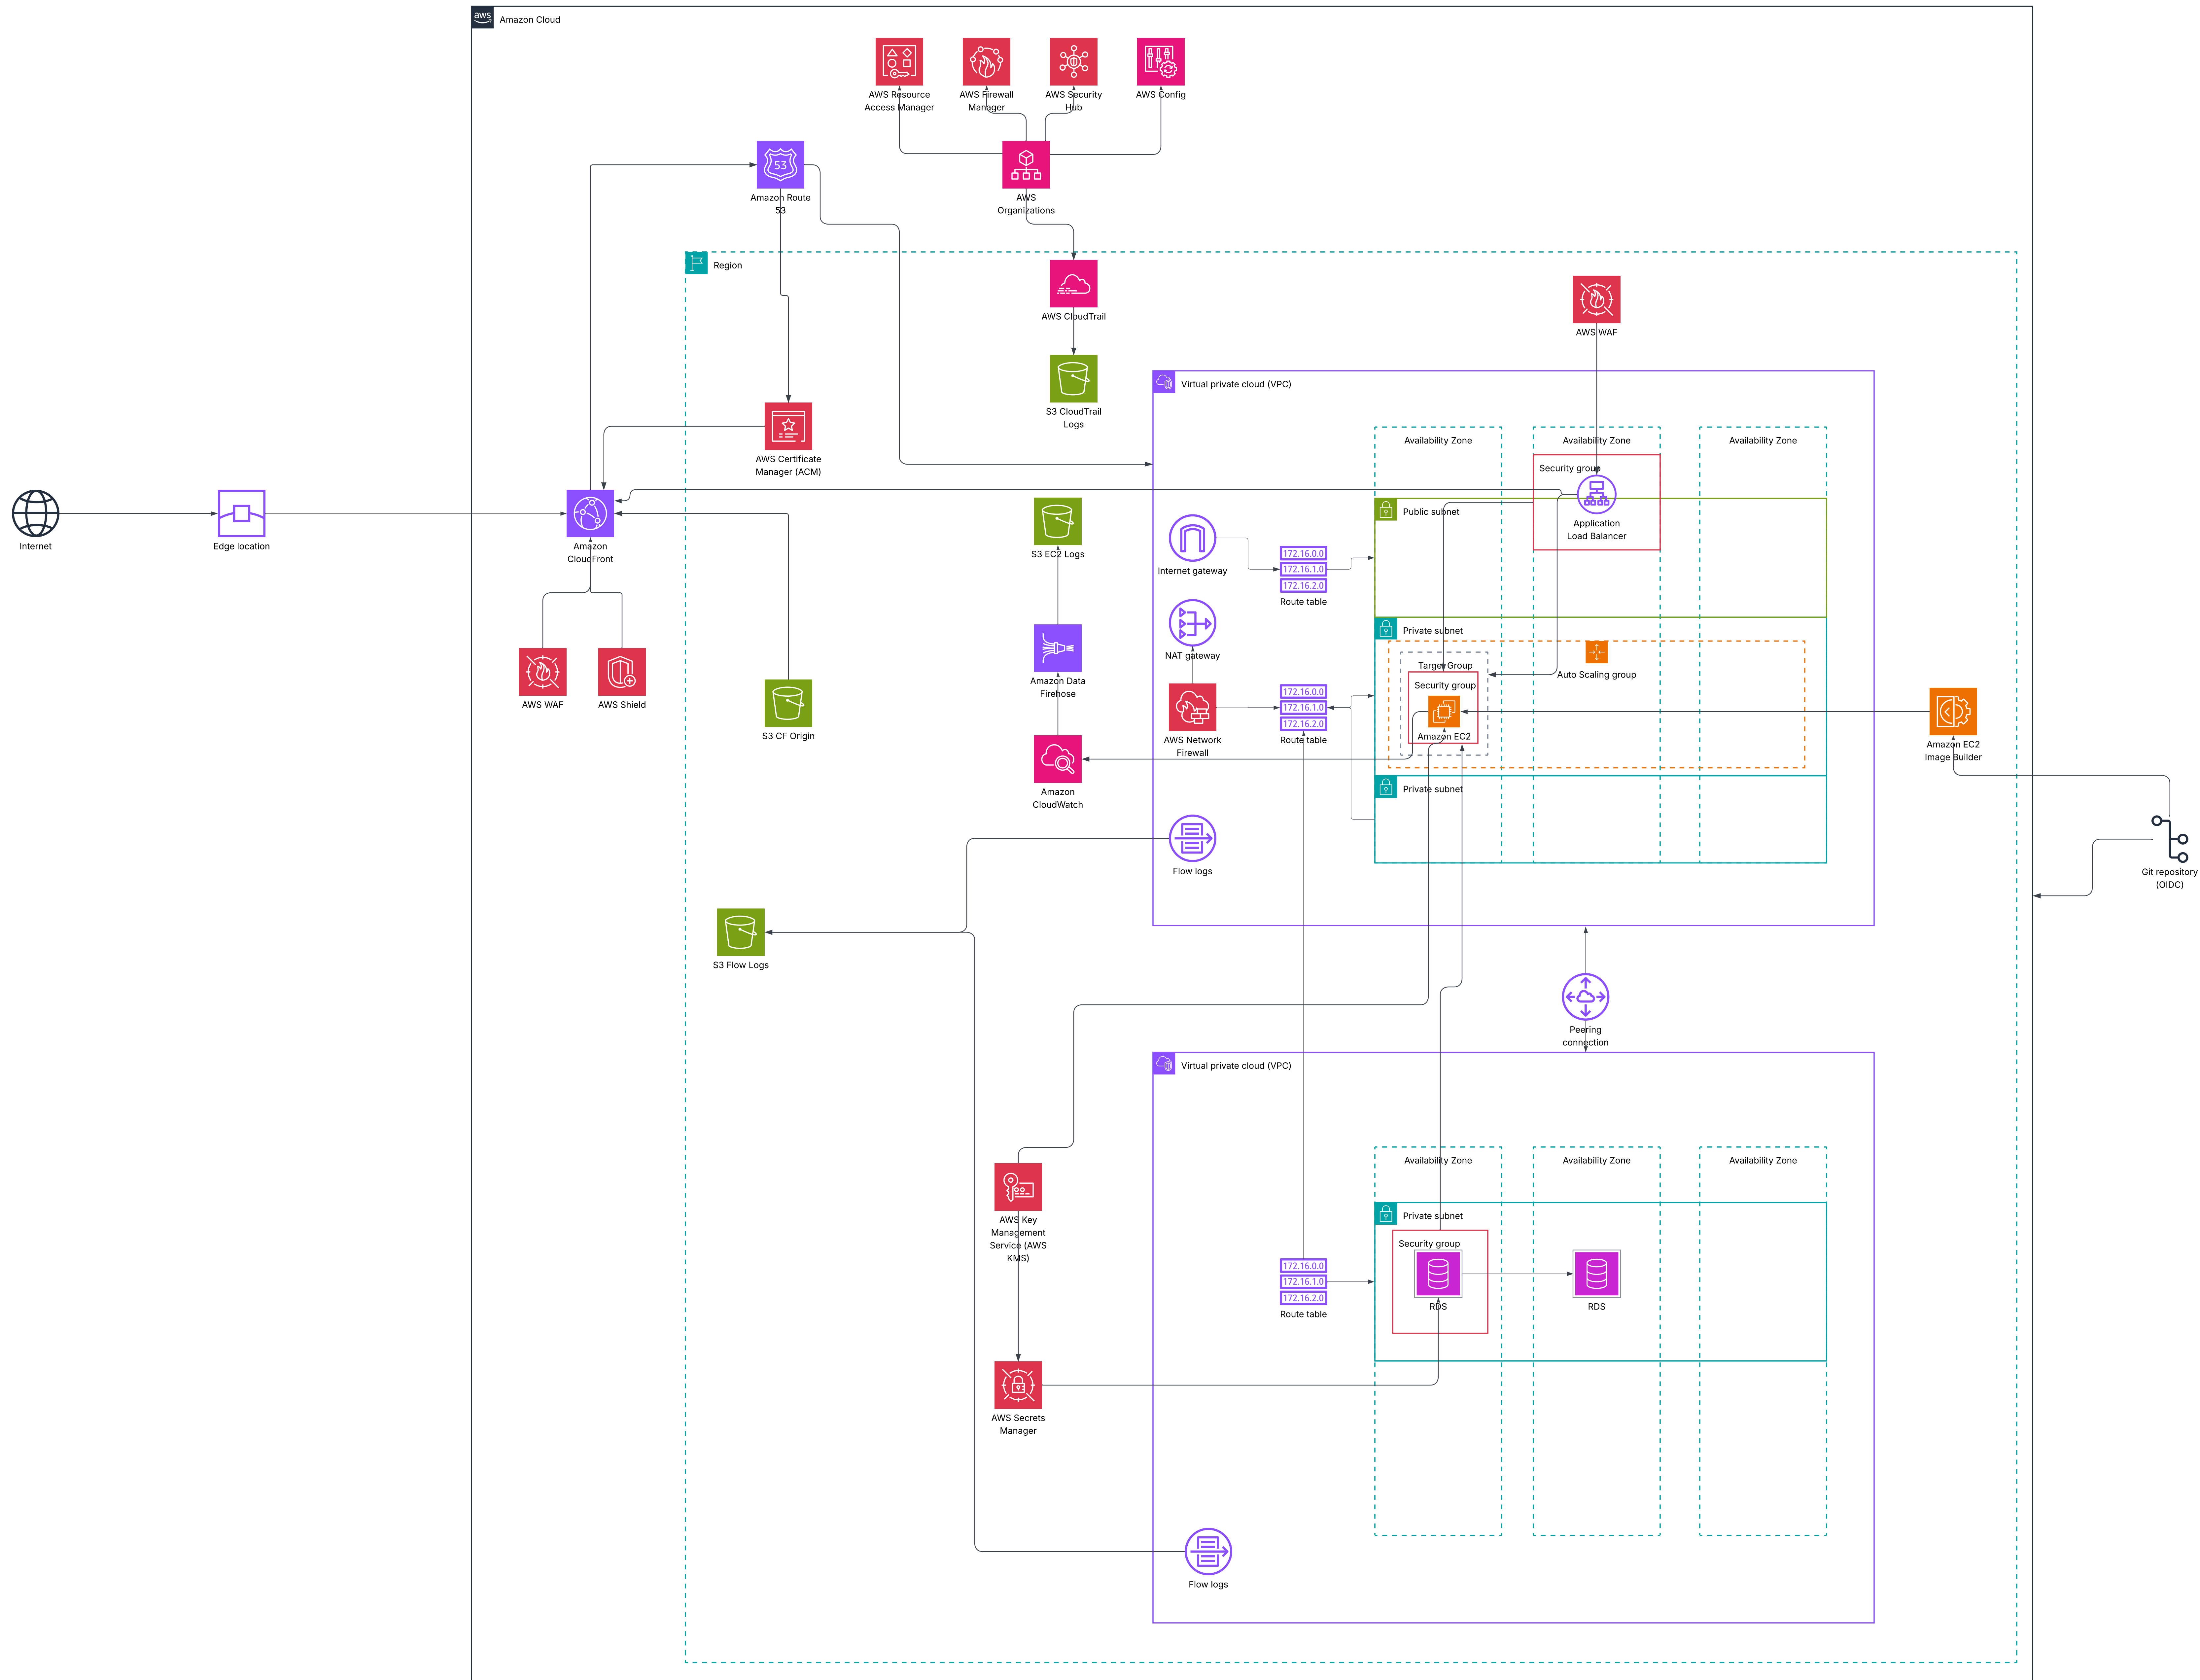 aws
Amazon Cloud
AWS Resource
Access Manager
AWS Firewall
Manager
AWS Security
Hub
AWS Config
53
Amazon Route
53
AWS
Organizations
Region
AWS CloudTrail
AWS WAF
S3 CloudTrail
Logs
Virtual private cloud (VPC)
AWS Certificate
Manager (ACM)
Availability Zone
Availability Zone
Availability Zone
Security group
Application
Load Balancer
Public subnet
Internet
Edge location
Amazon
CloudFront
S3 EC2 Logs
Internet gateway
172.16.0.0
172.16.1.0
172.16.2.0
Route table
NAT gateway
Private subnet
Auto Scaling group
Target Group
Security group
Amazon EC2
AWS WAF
AWS Shield
S3 CF Origin
Amazon Data
Firehose
AWS Network
Firewall
172.16.0.0
172.16.1.0
172.16.2.0
Route table
Amazon EC2
Image Builder
Amazon
CloudWatch
Private subnet
Flow logs
Git repository
(OIDC)
S3 Flow Logs
Peering
connection
Virtual private cloud (VPC)
Availability Zone
Availability Zone
Availability Zone
AWS Key
Management
Service (AWS
KMS)
Private subnet
Security group
172.16.0.0
172.16.1.0
172.16.2.0
Route table
RDS
RDS
AWS Secrets
Manager
Flow logs